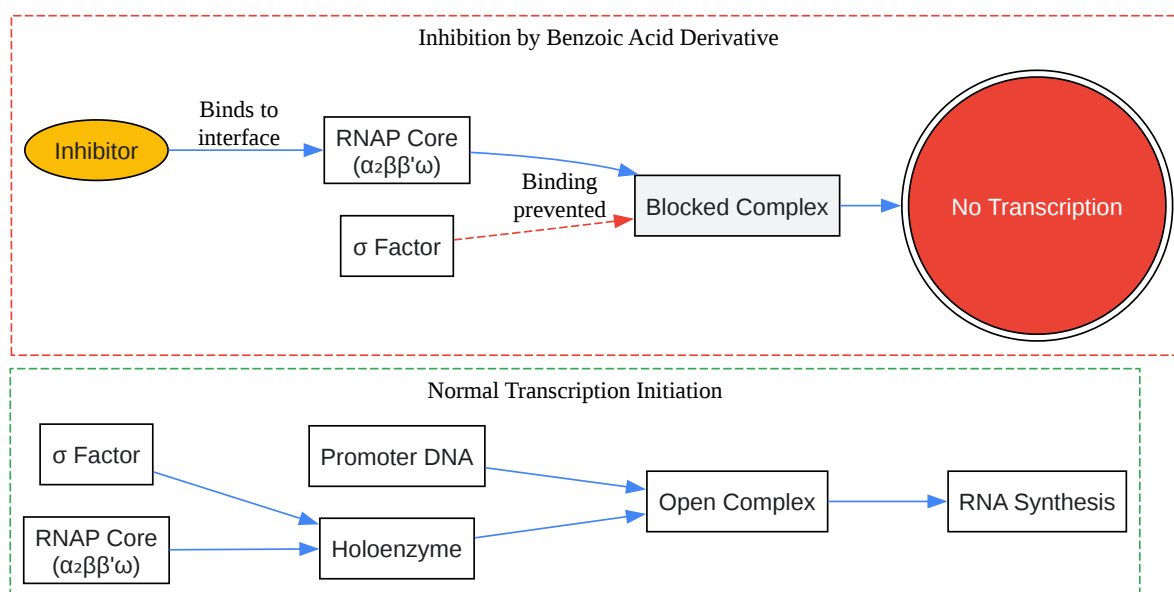 Inhibition by Benzoic Acid Derivative
Binds to
interface
Inhibitor
RNAP Core
(α₂ββ'ω)
Binding
prevented
σ Factor
Blocked Complex
No Transcription
Normal Transcription Initiation
σ Factor
RNAP Core
(α₂ββ'ω)
Promoter DNA
Holoenzyme
Open Complex
RNA Synthesis